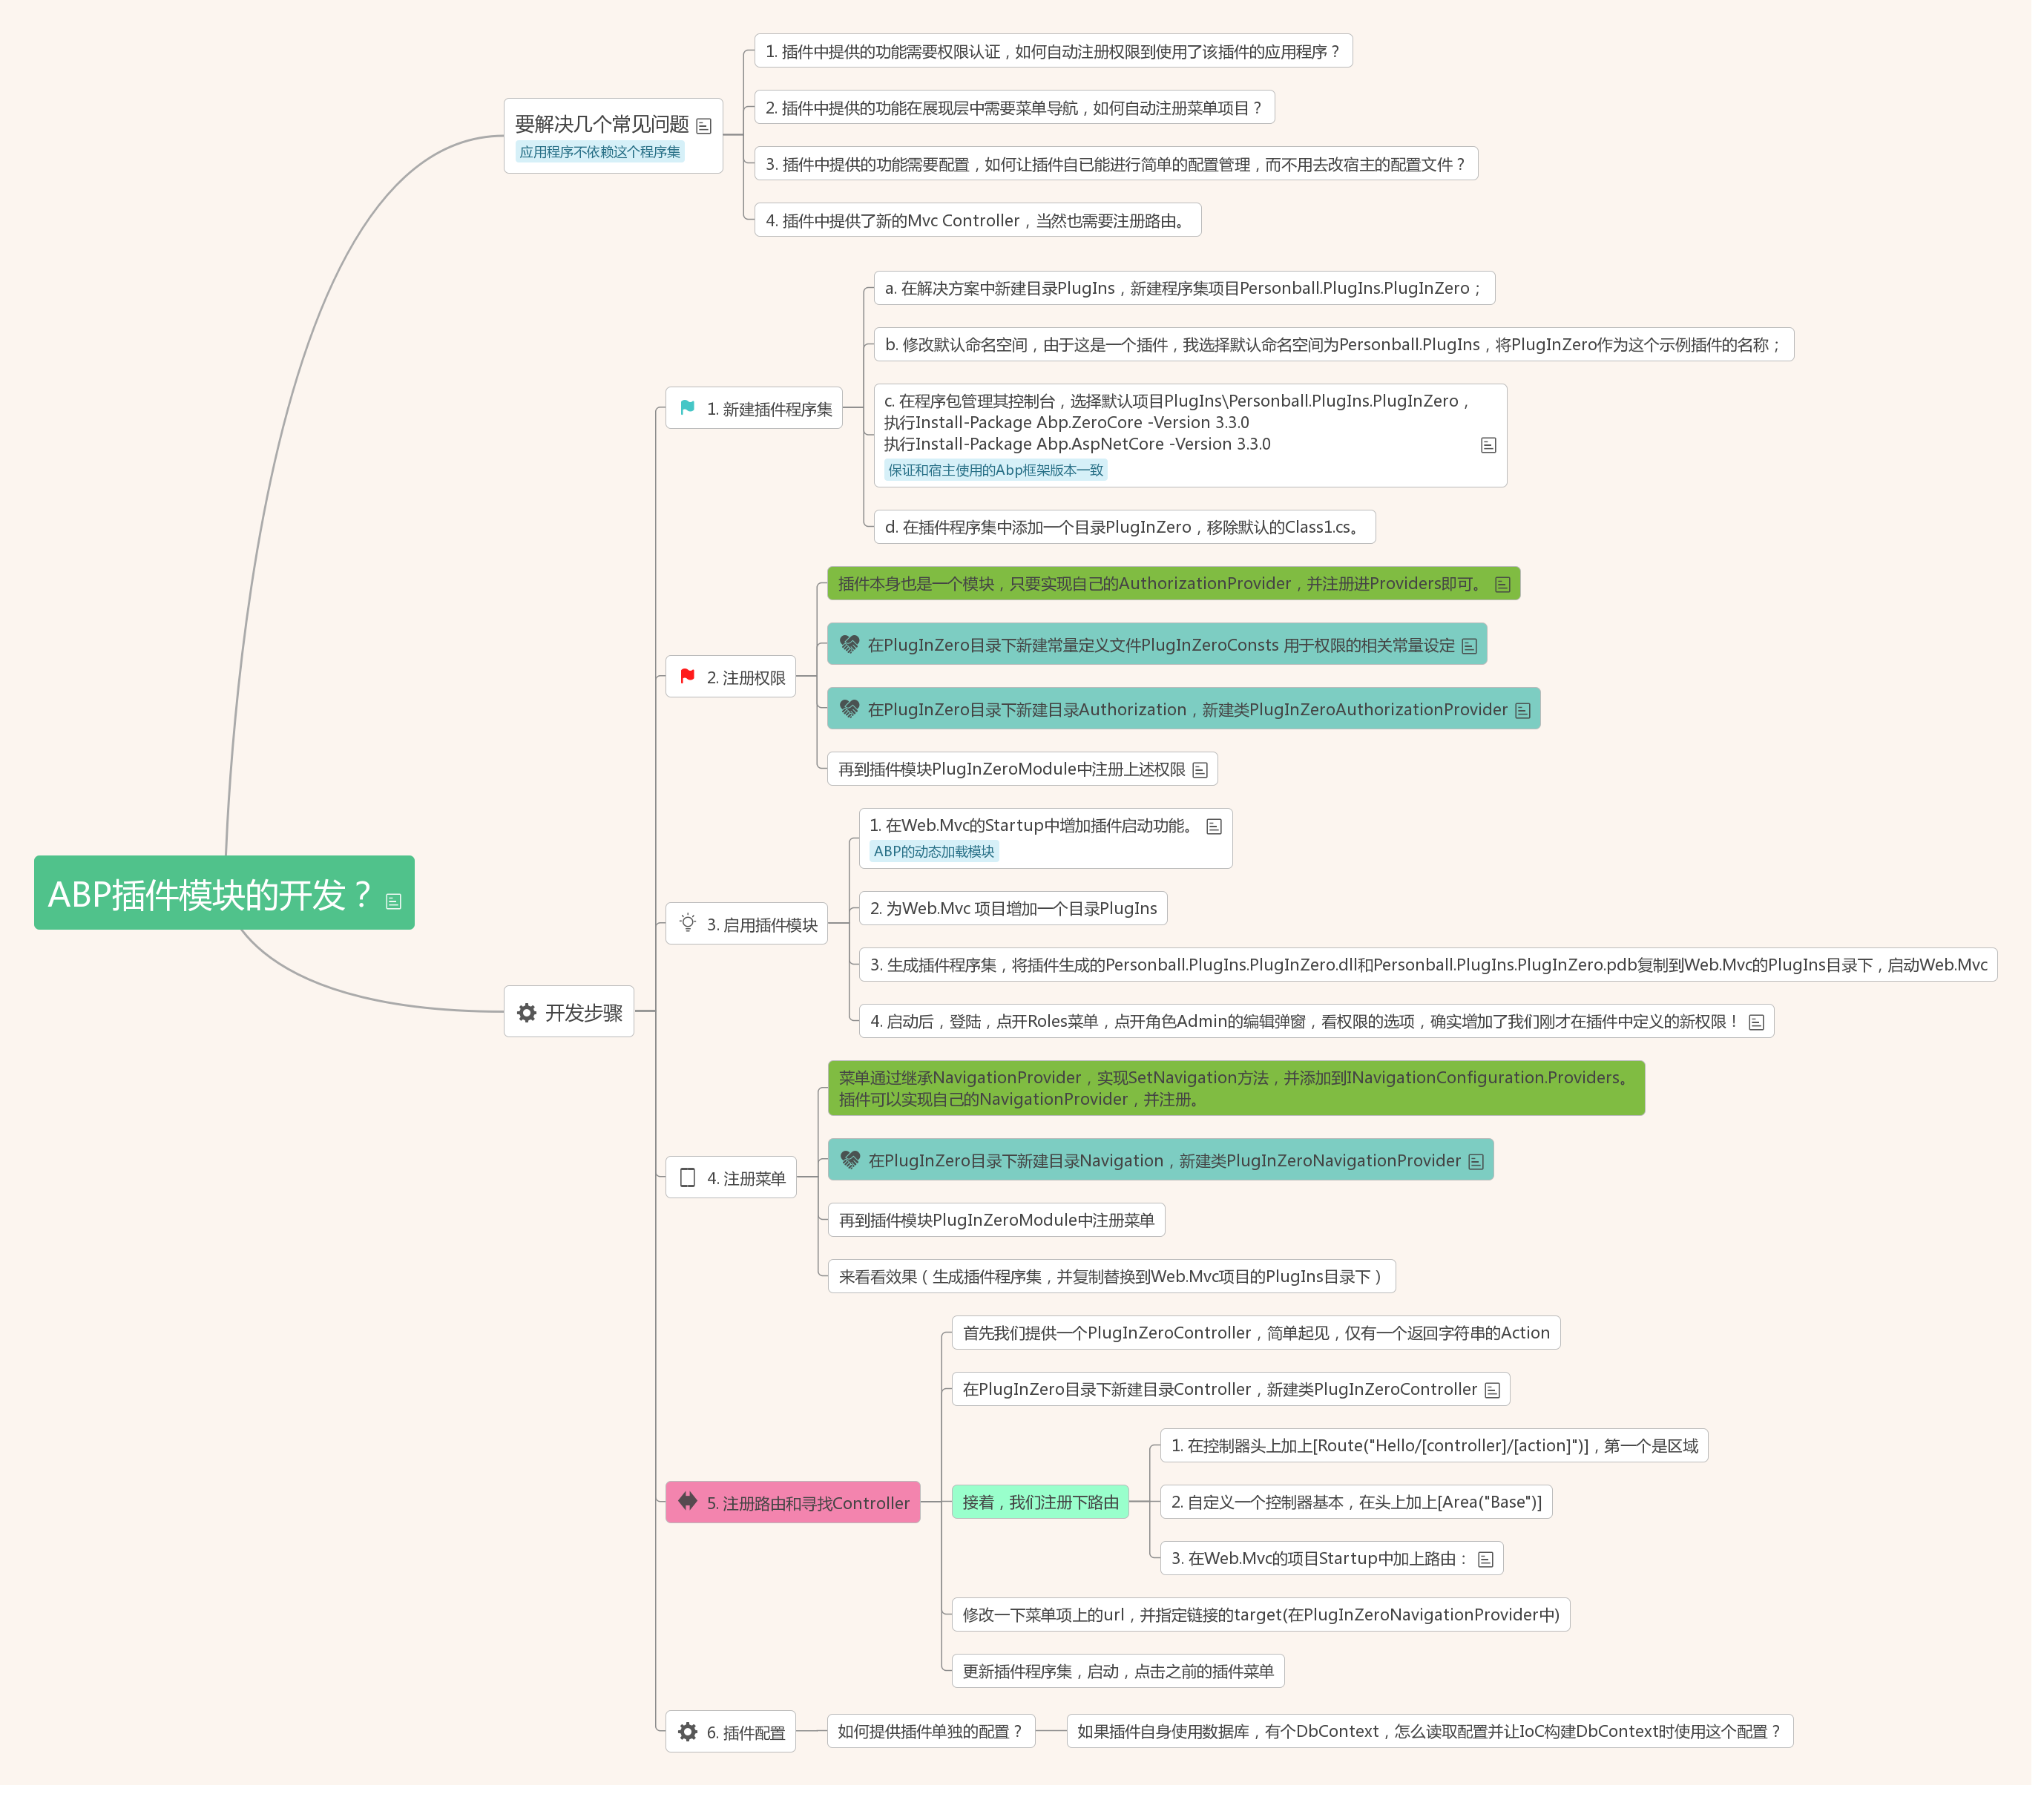 ABP插件模块的开发？
要解决几个常见问题
应用程序不依赖这个程序集
1. 插件中提供的功能需要权限认证，如何自动注册权限到使用了该插件的应用程序？
2. 插件中提供的功能在展现层中需要菜单导航，如何自动注册菜单项目？
3. 插件中提供的功能需要配置，如何让插件自已能进行简单的配置管理，而不用去改宿主的配置文件？
4. 插件中提供了新的Mvc Controller，当然也需要注册路由。
开发步骤
1. 新建插件程序集
a. 在解决方案中新建目录PlugIns，新建程序集项目Personball.PlugIns.PlugInZero；
b. 修改默认命名空间，由于这是一个插件，我选择默认命名空间为Personball.PlugIns，将PlugInZero作为这个示例插件的名称；
c. 在程序包管理其控制台，选择默认项目PlugIns\Personball.PlugIns.PlugInZero，
执行Install-Package Abp.ZeroCore -Version 3.3.0
执行Install-Package Abp.AspNetCore -Version 3.3.0
保证和宿主使用的Abp框架版本一致
d. 在插件程序集中添加一个目录PlugInZero，移除默认的Class1.cs。
2. 注册权限
插件本身也是一个模块，只要实现自己的AuthorizationProvider，并注册进Providers即可。
在PlugInZero目录下新建常量定义文件PlugInZeroConsts 用于权限的相关常量设定
在PlugInZero目录下新建目录Authorization，新建类PlugInZeroAuthorizationProvider
再到插件模块PlugInZeroModule中注册上述权限
3. 启用插件模块
1. 在Web.Mvc的Startup中增加插件启动功能。
ABP的动态加载模块
2. 为Web.Mvc 项目增加一个目录PlugIns
3. 生成插件程序集，将插件生成的Personball.PlugIns.PlugInZero.dll和Personball.PlugIns.PlugInZero.pdb复制到Web.Mvc的PlugIns目录下，启动Web.Mvc
4. 启动后，登陆，点开Roles菜单，点开角色Admin的编辑弹窗，看权限的选项，确实增加了我们刚才在插件中定义的新权限！
4. 注册菜单
菜单通过继承NavigationProvider，实现SetNavigation方法，并添加到INavigationConfiguration.Providers。
插件可以实现自己的NavigationProvider，并注册。
在PlugInZero目录下新建目录Navigation，新建类PlugInZeroNavigationProvider
再到插件模块PlugInZeroModule中注册菜单
来看看效果（生成插件程序集，并复制替换到Web.Mvc项目的PlugIns目录下）
5. 注册路由和寻找Controller
首先我们提供一个PlugInZeroController，简单起见，仅有一个返回字符串的Action
在PlugInZero目录下新建目录Controller，新建类PlugInZeroController
接着，我们注册下路由
1. 在控制器头上加上[Route("Hello/[controller]/[action]")]，第一个是区域
2. 自定义一个控制器基本，在头上加上[Area("Base")]
3. 在Web.Mvc的项目Startup中加上路由：
修改一下菜单项上的url，并指定链接的target(在PlugInZeroNavigationProvider中)
更新插件程序集，启动，点击之前的插件菜单
6. 插件配置
如何提供插件单独的配置？
如果插件自身使用数据库，有个DbContext，怎么读取配置并让IoC构建DbContext时使用这个配置？